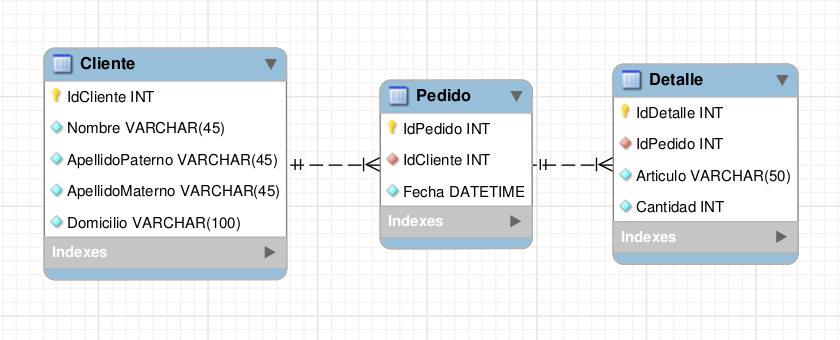 Cliente
IdCliente INT
Nombre VARCHAR(45)
ApellidoPaterno VARCHAR(45)
ApellidoMaterno VARCHAR(45)
Domicilio VARCHAR(100)
Indexes
Pedido
IdPedido INT
IdCliente INT
Fecha DATETIME
Indexes
Detalle
IdDetalle INT
IdPedido INT
Articulo VARCHAR(50)
Cantidad INT
Indexes